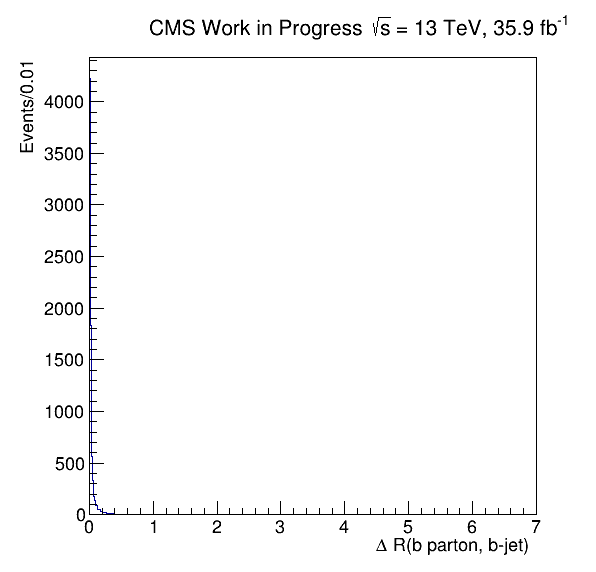 CMS Work in Progress √s = 13 TeV, 35.9 fb⁻¹
Events/0.01
4000
3500
3000
2500
2000
1500
1000
500
0
0 1 2 3 4 5 6 7
Δ R(b parton, b-jet)